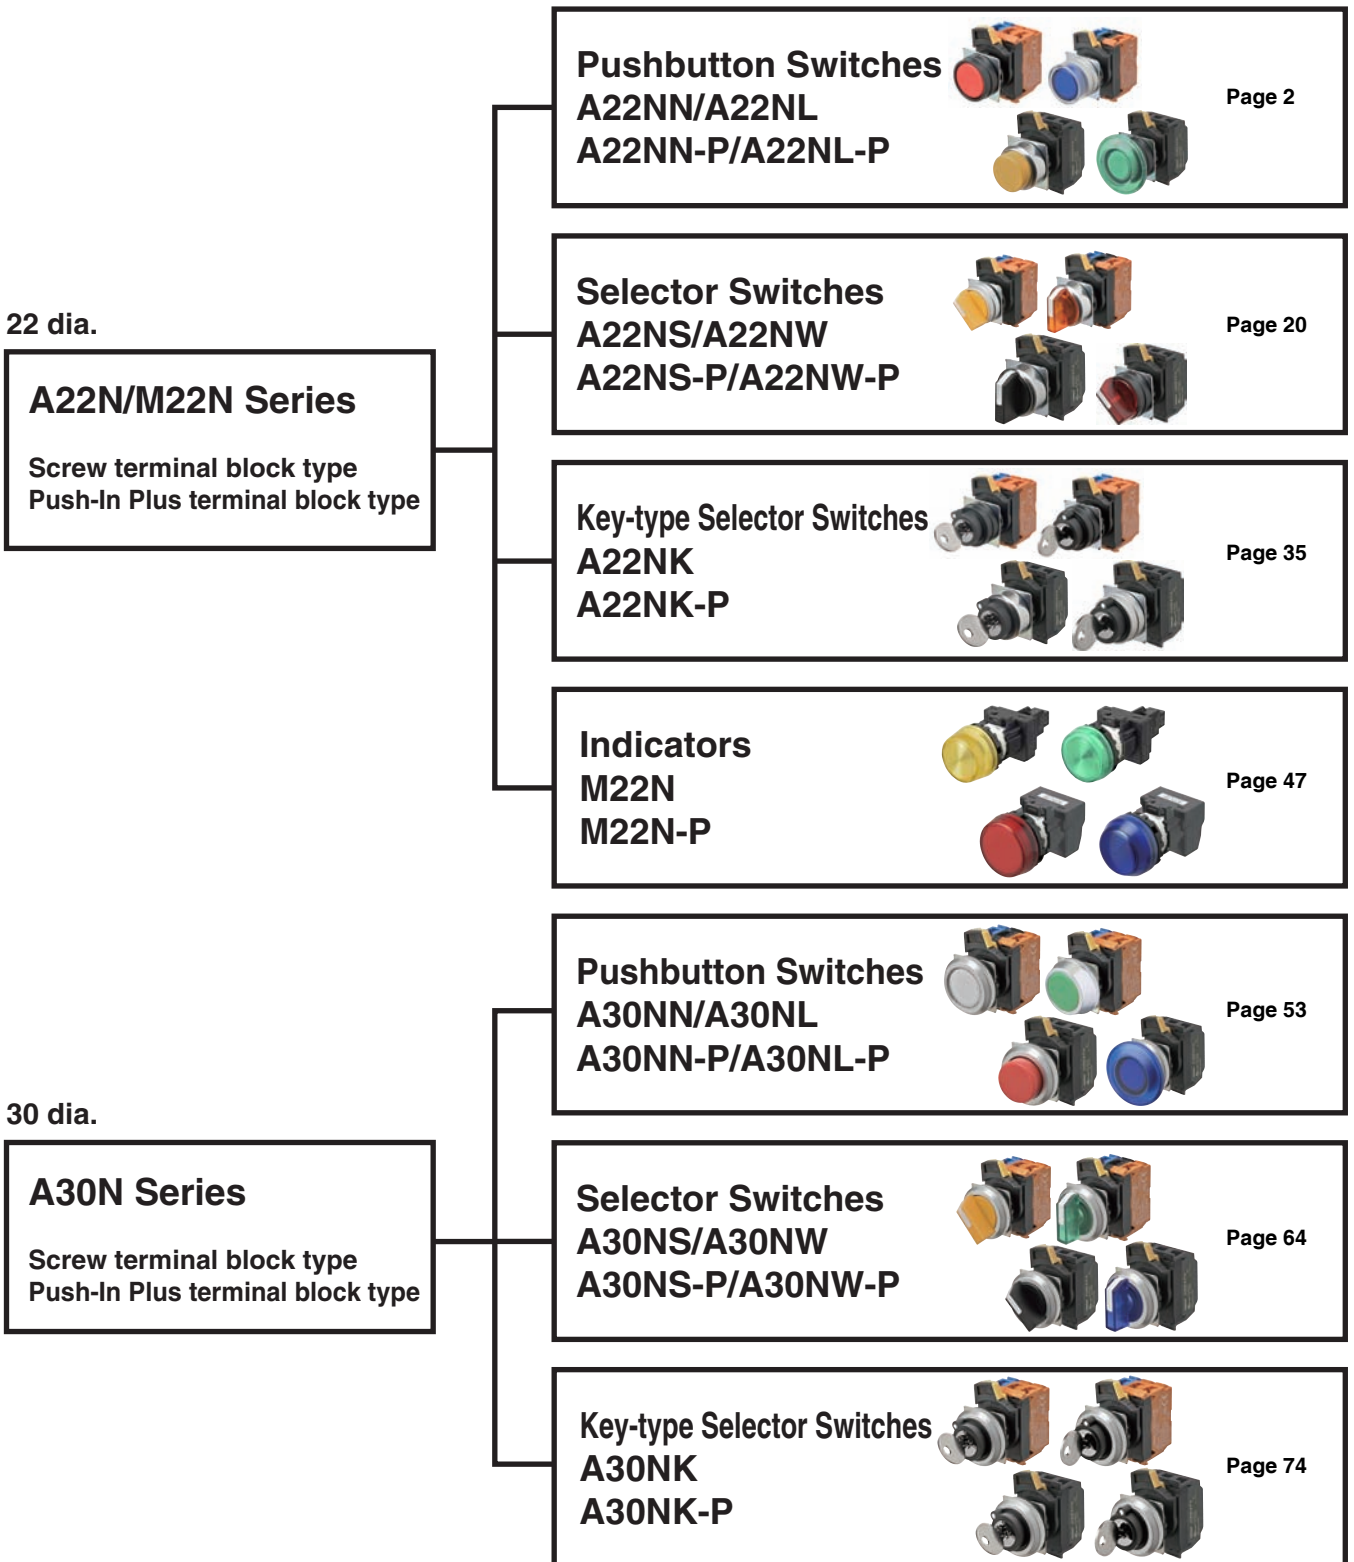 22 dia.
A22N/M22N Series
Screw terminal block type
Push-In Plus terminal block type
Pushbutton Switches
A22NN/A22NL
A22NN-P/A22NL-P
Page 2
Selector Switches
A22NS/A22NW
A22NS-P/A22NW-P
Page 20
Key-type Selector Switches
A22NK
A22NK-P
Page 35
Indicators
M22N
M22N-P
Page 47
30 dia.
A30N Series
Screw terminal block type
Push-In Plus terminal block type
Pushbutton Switches
A30NN/A30NL
A30NN-P/A30NL-P
Page 53
Selector Switches
A30NS/A30NW
A30NS-P/A30NW-P
Page 64
Key-type Selector Switches
A30NK
A30NK-P
Page 74